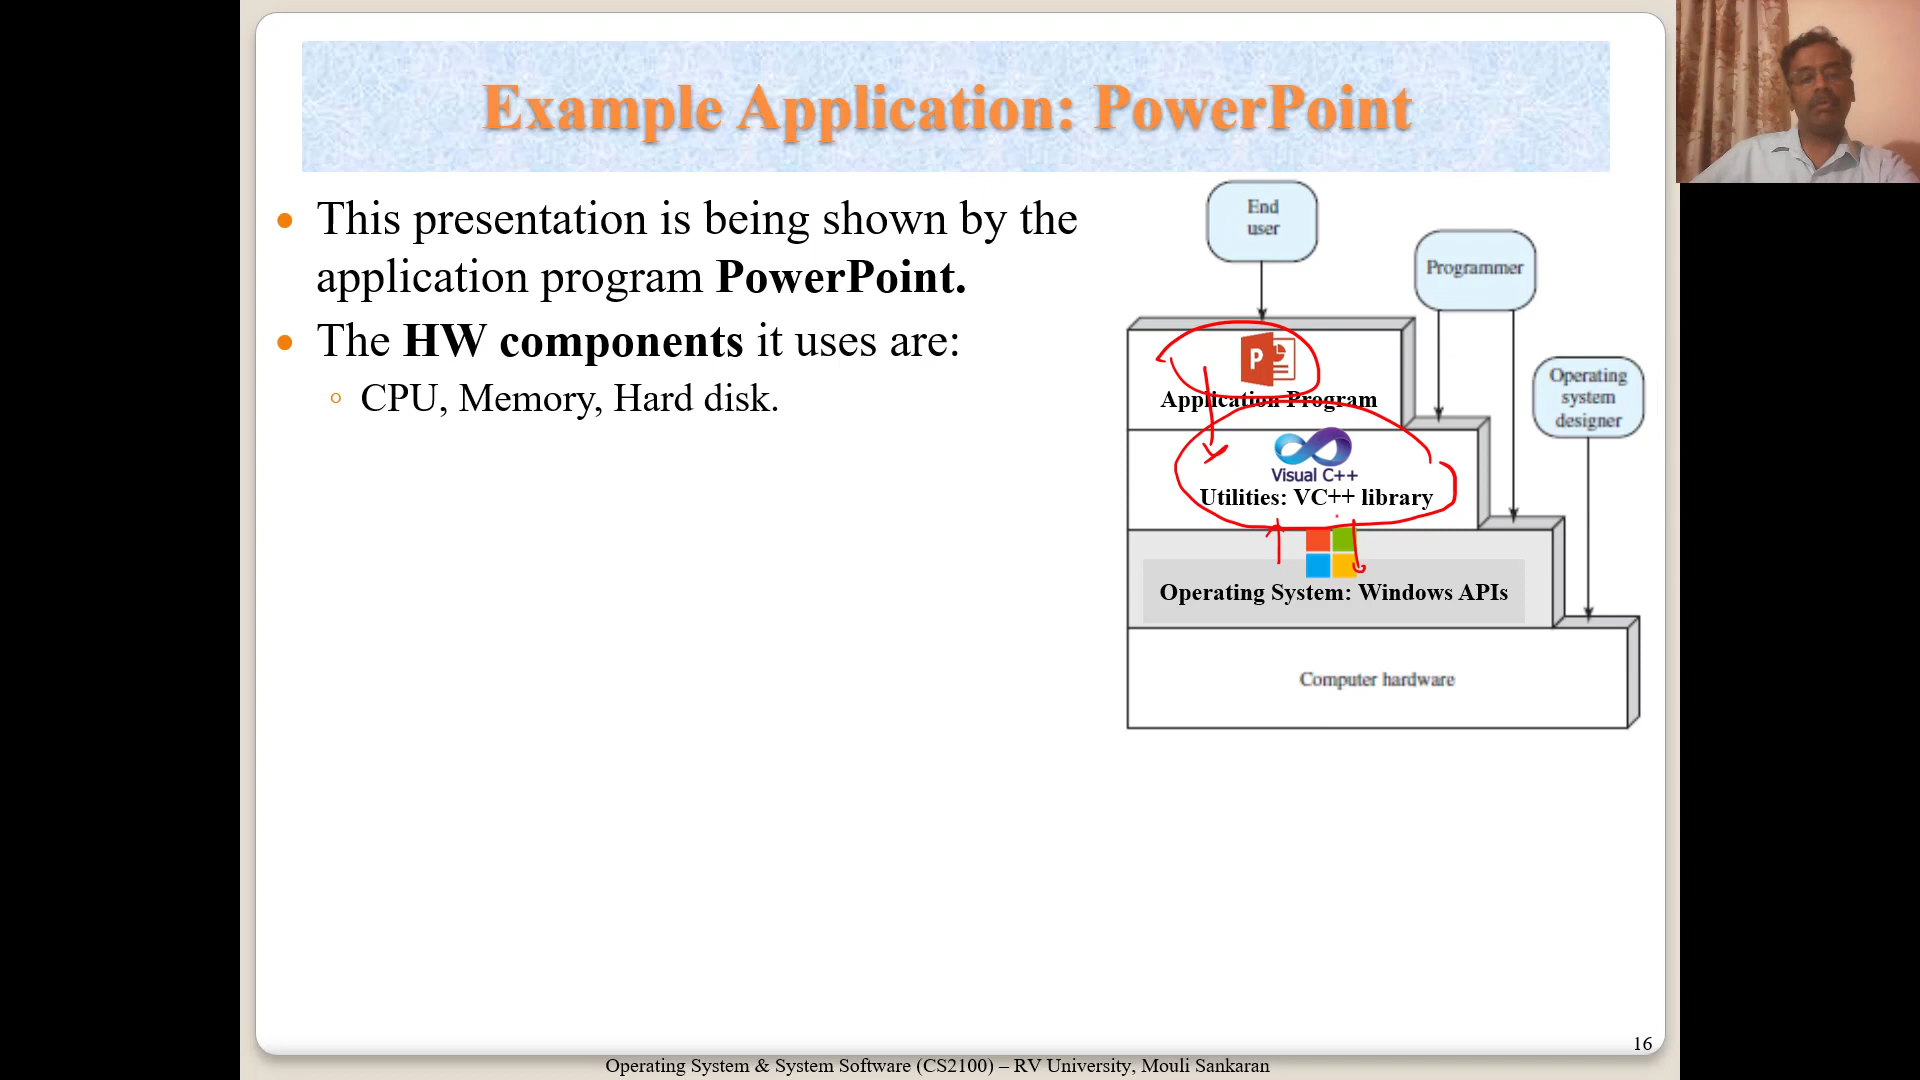 Example Application: PowerPoint
This presentation is being shown by the
application program PowerPoint.
The HW components it uses are:
CPU, Memory, Hard disk.
End
user
Programmer
Operating
system
designer
P
Application Program
Visual C++
Utilities: VC++ library
Operating System: Windows APIs
Computer hardware
16
Operating System & System Software (CS2100) – RV University, Mouli Sankaran